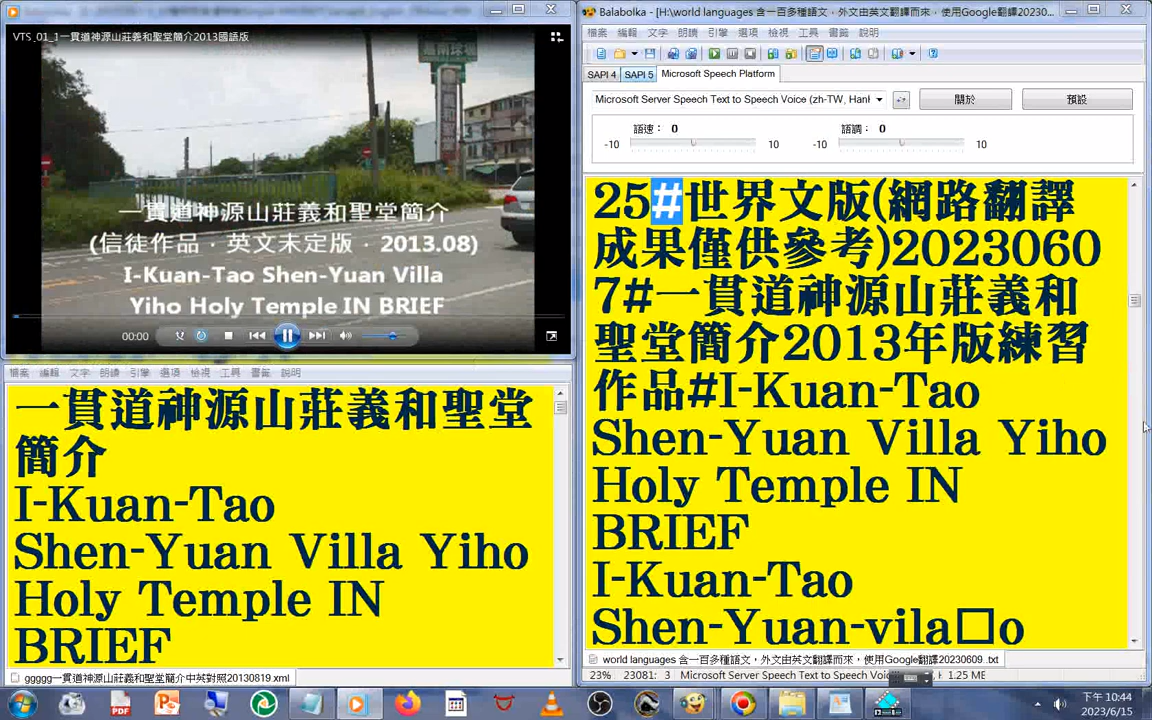 VTS_01_1一貫道神源山莊義和聖堂簡介2013國語版
一貫道神源山莊義和聖堂簡介
(信徒作品．英文未定版．2013.08)
I-Kuan-Tao Shen-Yuan Villa
Yiho Holy Temple IN BRIEF
00:00
檔案 編輯 文字 朗讀 引擎 選項 檢視 工具 書籤 說明
一貫道神源山莊義和聖堂
簡介
I-Kuan-Tao
Shen-Yuan Villa Yiho
Holy Temple IN
BRIEF
ggggg一貫道神源山莊義和聖堂簡介中英對照20130819.xml
Balabolka - [H:\world languages 含一百多種語文，外文由英文翻譯而來，使用Google翻譯202306​0...
檔案 編輯 文字 朗讀 引擎 選項 檢視 工具 書籤 說明
SAPI 4 SAPI 5 Microsoft Speech Platform
Microsoft Server Speech Text to Speech Voice (zh-TW, HanH
關於 預設
語速： 0 語調： 0
-10 10 -10 10
25#世界文版(網路翻譯
成果僅供參考)2023060
7#一貫道神源山莊義和
聖堂簡介2013年版練習
作品#I-Kuan-Tao
Shen-Yuan Villa Yiho
Holy Temple IN
BRIEF
I-Kuan-Tao
Shen-Yuan-vila□o
world languages 含一百多種語文，外文由英文翻譯而來，使用Google翻譯20230609 .txt
23% 23081: 3 Microsoft Server Speech Text to Speech Voice ( 1.25 MB
下午 10:44
2023/6/15